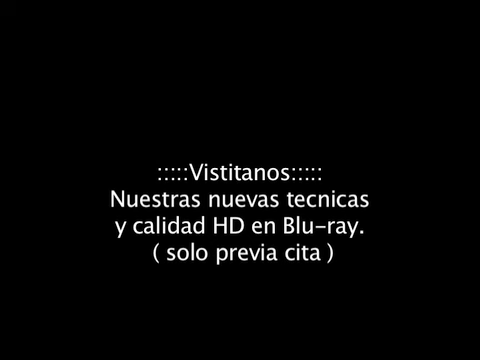 :::::Vistitanos:::::
Nuestras nuevas tecnicas
y calidad HD en Blu-ray.
( solo previa cita )